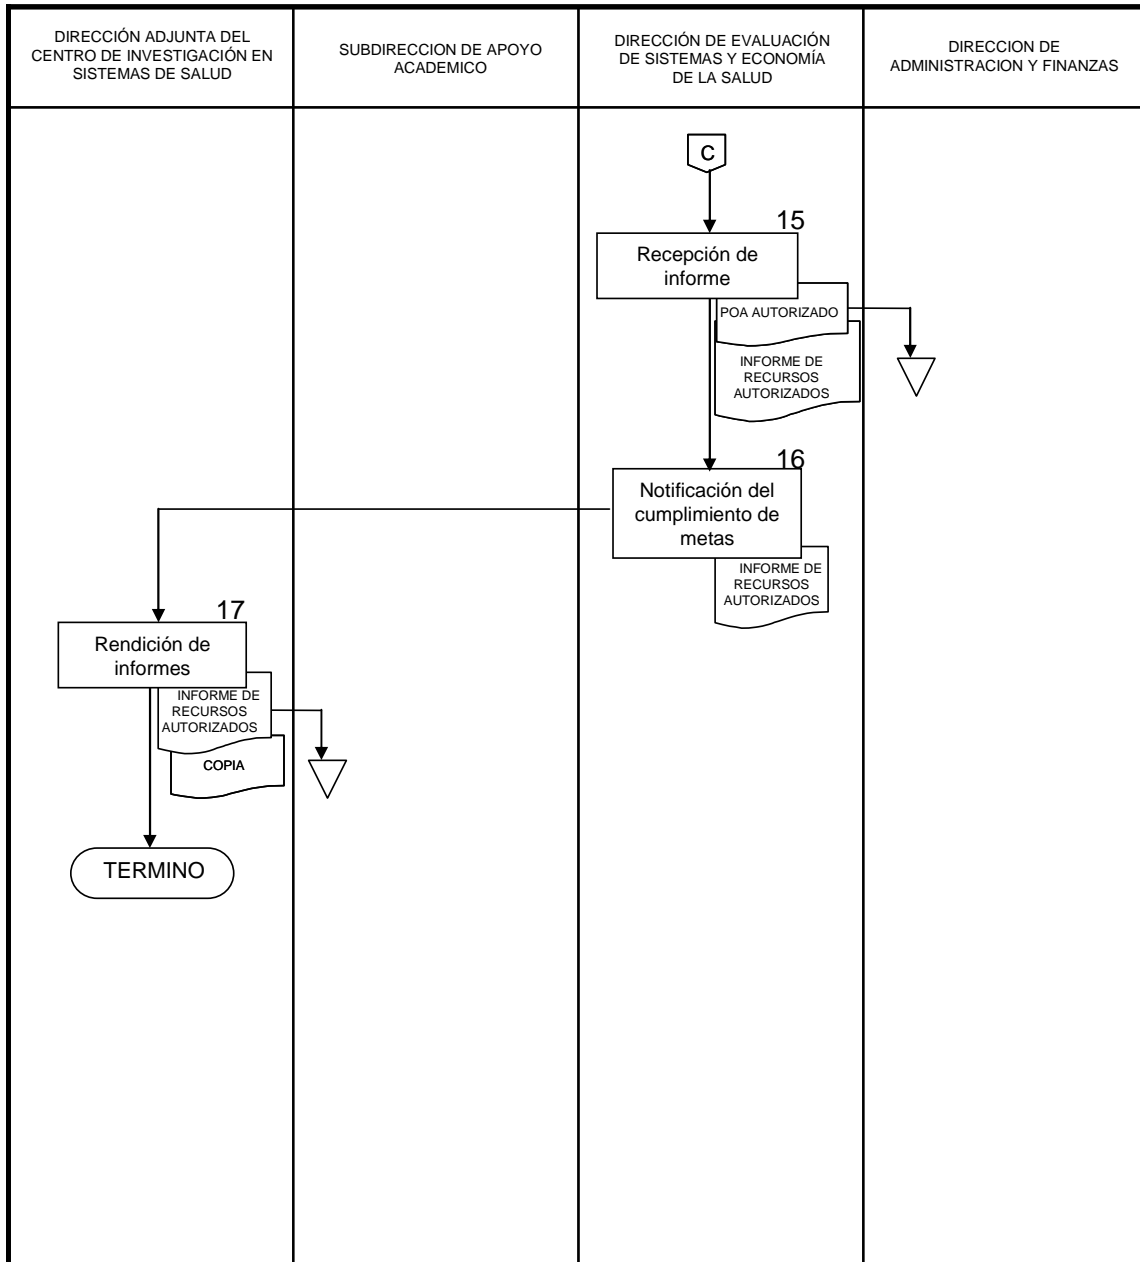 DIRECCIÓN ADJUNTA DEL
CENTRO DE INVESTIGACIÓN EN
SISTEMAS DE SALUD
SUBDIRECCION DE APOYO
ACADEMICO
DIRECCIÓN DE EVALUACIÓN
DE SISTEMAS Y ECONOMÍA
DE LA SALUD
DIRECCION DE
ADMINISTRACION Y FINANZAS
C
15
Recepción de
informe
POA AUTORIZADO
INFORME DE
RECURSOS
AUTORIZADOS
16
Notificación del
cumplimiento de
metas
INFORME DE
RECURSOS
AUTORIZADOS
17
Rendición de
informes
INFORME DE
RECURSOS
AUTORIZADOS
COPIA
TERMINO